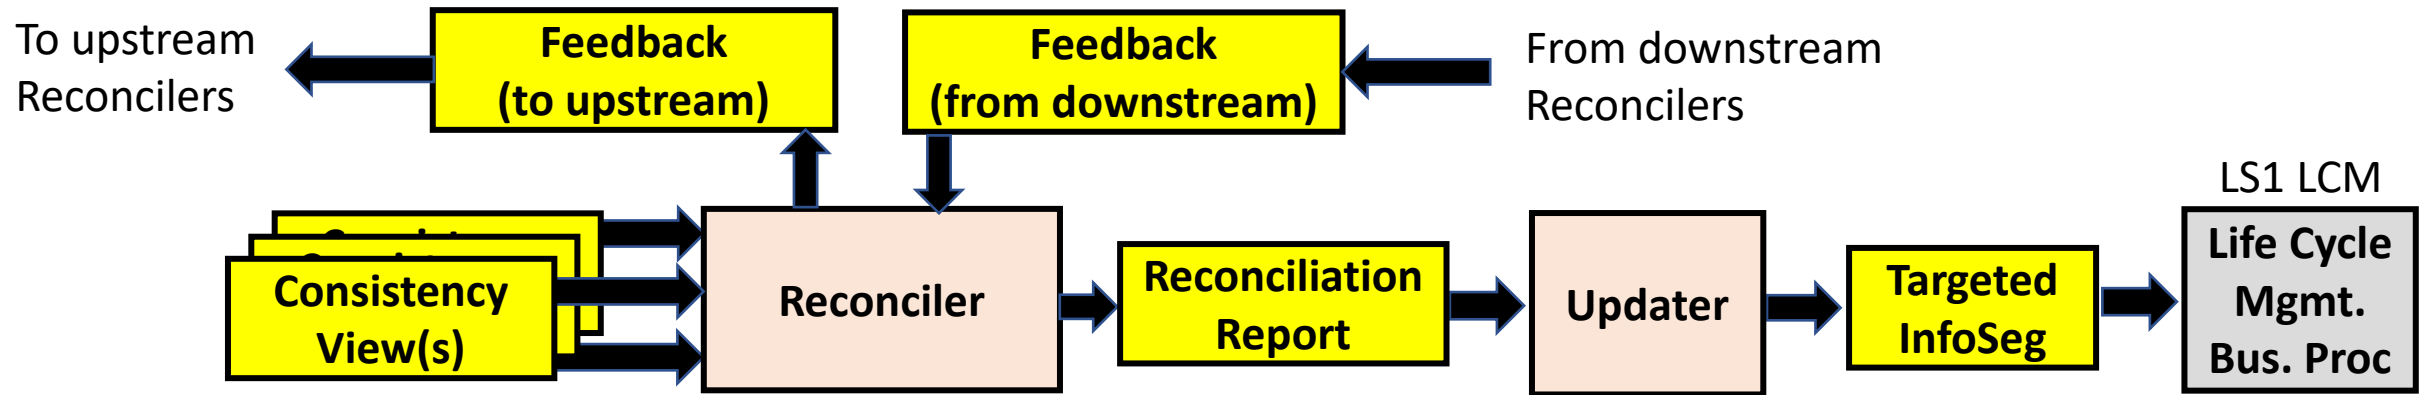 To upstream
Reconcilers
Feedback
(to upstream)
Feedback
(from downstream)
From downstream
Reconcilers
Consistency
View(s)
Reconciler
Reconciliation
Report
Updater
Targeted
InfoSeg
LS1 LCM
Life Cycle
Mgmt.
Bus. Proc